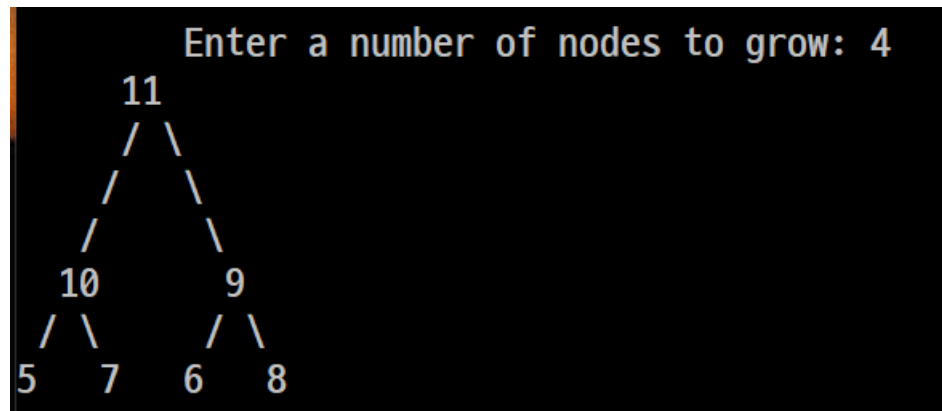 Enter a number of nodes to grow: 4
11
/ \
/ \
/ \
10 9
/ \ / \
5 7 6 8